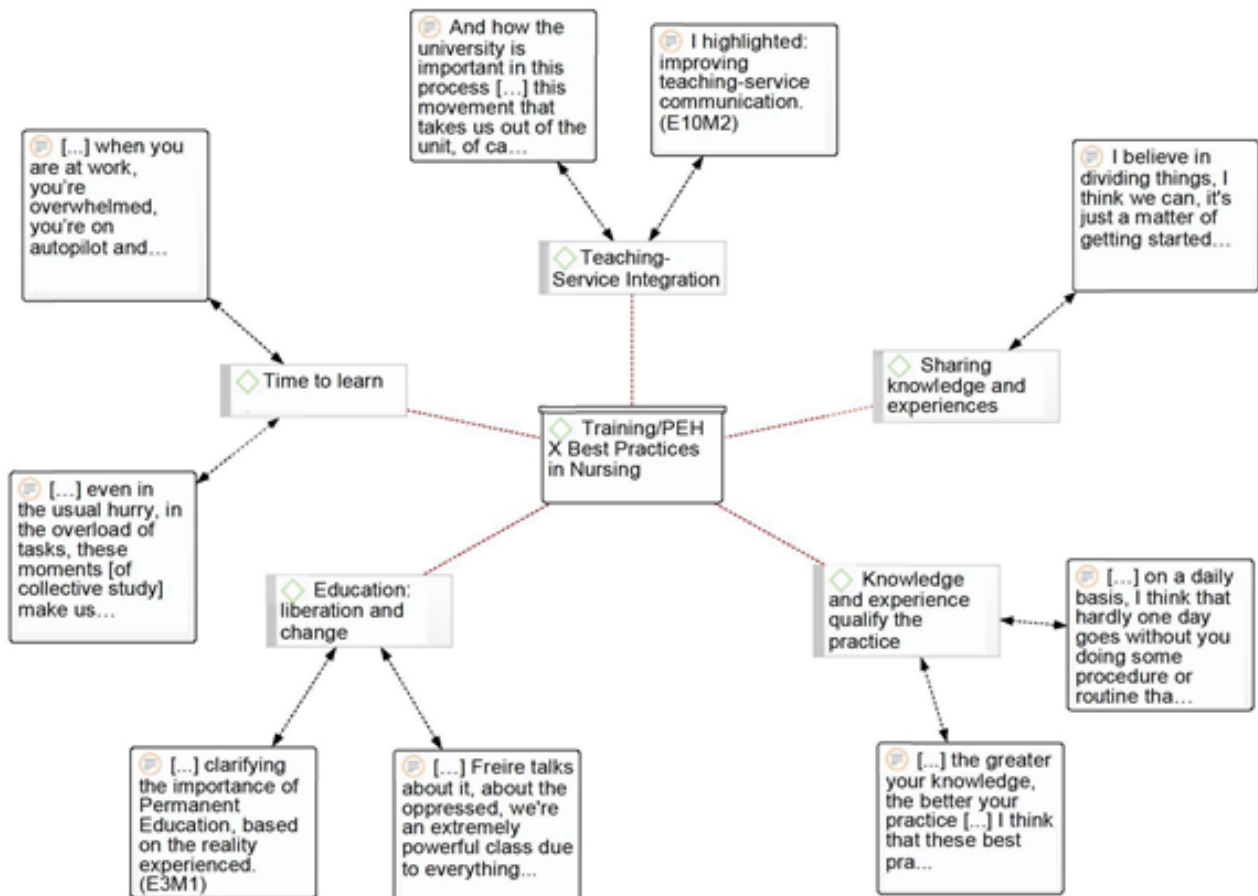 And how the
university is
important in this
process [...] this
movement that
takes us out of the
unit, of ca...
I highlighted:
improving
teaching-service
communication.
(E10M2)
[...] when you
are at work,
you're
overwhelmed,
you're on
autopilot and...
I believe in
dividing things, I
think we can, it's
just a matter of
getting started...
Teaching-
Service Integration
Time to learn
Sharing
knowledge and
experiences
Training/PEH
X Best Practices
in Nursing
[...] even in
the usual hurry, in
the overload of
tasks, these
moments [of
collective study]
make us...
Education:
liberation and
change
Knowledge
and experience
qualify the
practice
[...] on a daily
basis, I think that
hardly one day
goes without you
doing some
procedure or
routine tha...
[...] clarifying
the importance of
Permanent
Education, based
on the reality
experienced.
(E3M1)
[...] Freire talks
about it, about the
oppressed, we're
an extremely
powerful class due
to everything...
[...] the greater
your knowledge,
the better your
practice [...] I think
that these best
pra...